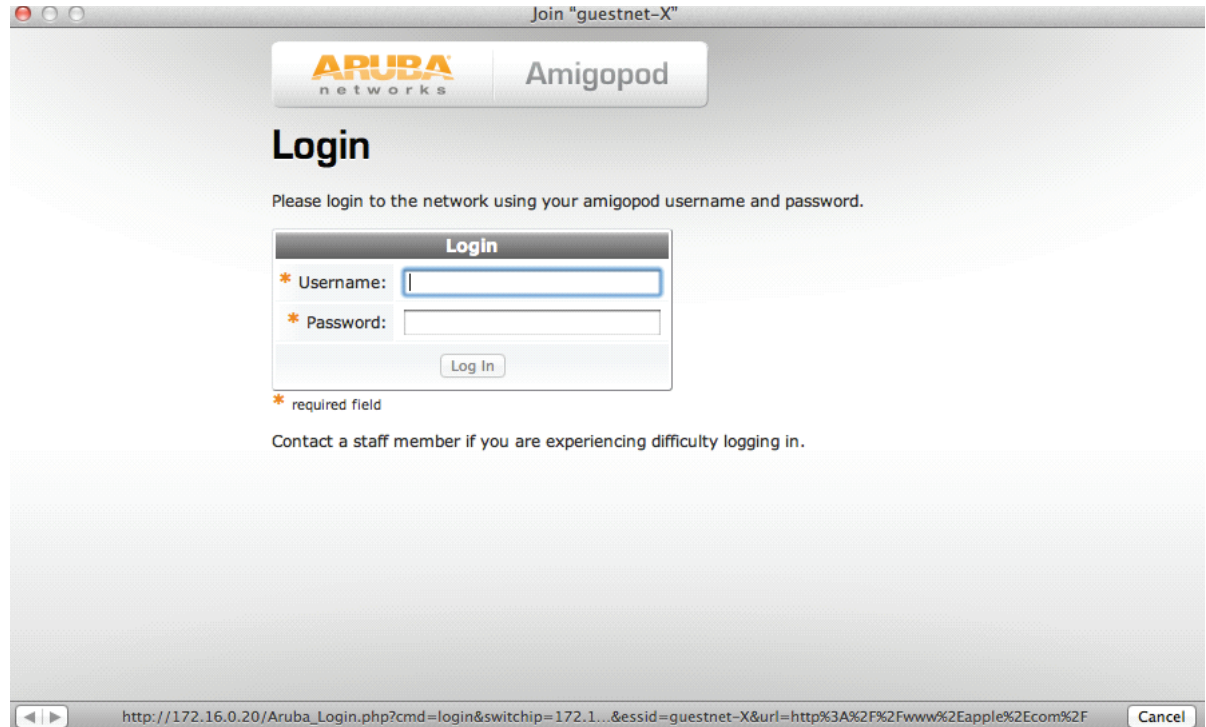 Join "guestnet-X"
ARUBA networks Amigopod
Login
Please login to the network using your amigopod username and password.
Login
* Username:
* Password:
Log In
* required field
Contact a staff member if you are experiencing difficulty logging in.
http://172.16.0.20/Aruba_Login.php?cmd=login&switchip=172.1...&essid=guestnet-X&url=http%3A%2F%2Fwww%2Eapple%2Ecom%2F Cancel